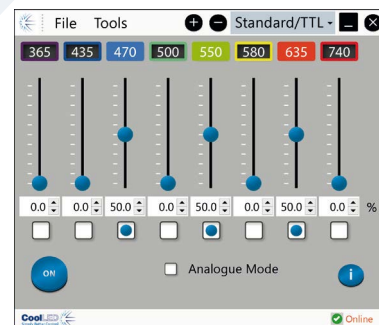 File Tools Standard/TTL
365 435 470 500 550 580 635 740
0.0 0.0 50.0 0.0 50.0 0.0 50.0 0.0 %
ON Analogue Mode i
CoolLED Online